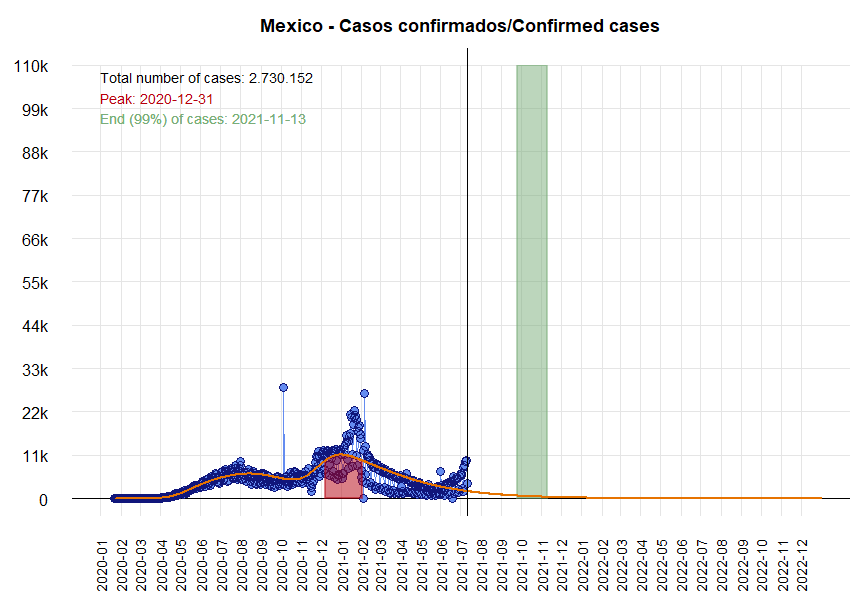 Mexico - Casos confirmados/Confirmed cases
110k
99k
88k
77k
66k
55k
44k
33k
22k
11k
0
Total number of cases: 2.730.152
Peak: 2020-12-31
End (99%) of cases: 2021-11-13
2020-01
2020-02
2020-03
2020-04
2020-05
2020-06
2020-07
2020-08
2020-09
2020-10
2020-11
2020-12
2021-01
2021-02
2021-03
2021-04
2021-05
2021-06
2021-07
2021-08
2021-09
2021-10
2021-11
2021-12
2022-01
2022-02
2022-03
2022-04
2022-05
2022-06
2022-07
2022-08
2022-09
2022-10
2022-11
2022-12